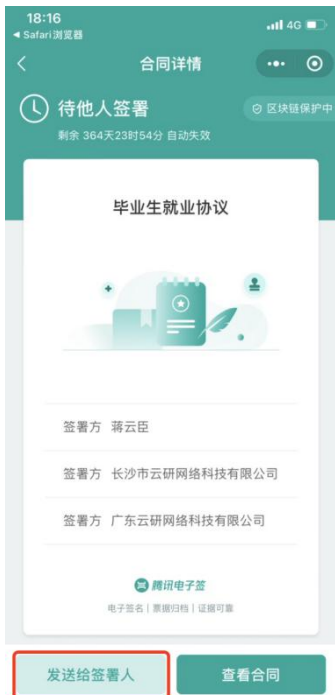 18:16
4G
◀ Safari浏览器
合同详情
待他人签署
区块链保护中
剩余 364天23时54分 自动失效
毕业生就业协议
签署方 蒋云臣
签署方 长沙市云研网络科技有限公司
签署方 广东云研网络科技有限公司
腾讯电子签
电子签名 | 票据归档 | 证据可靠
发送给签署人
查看合同